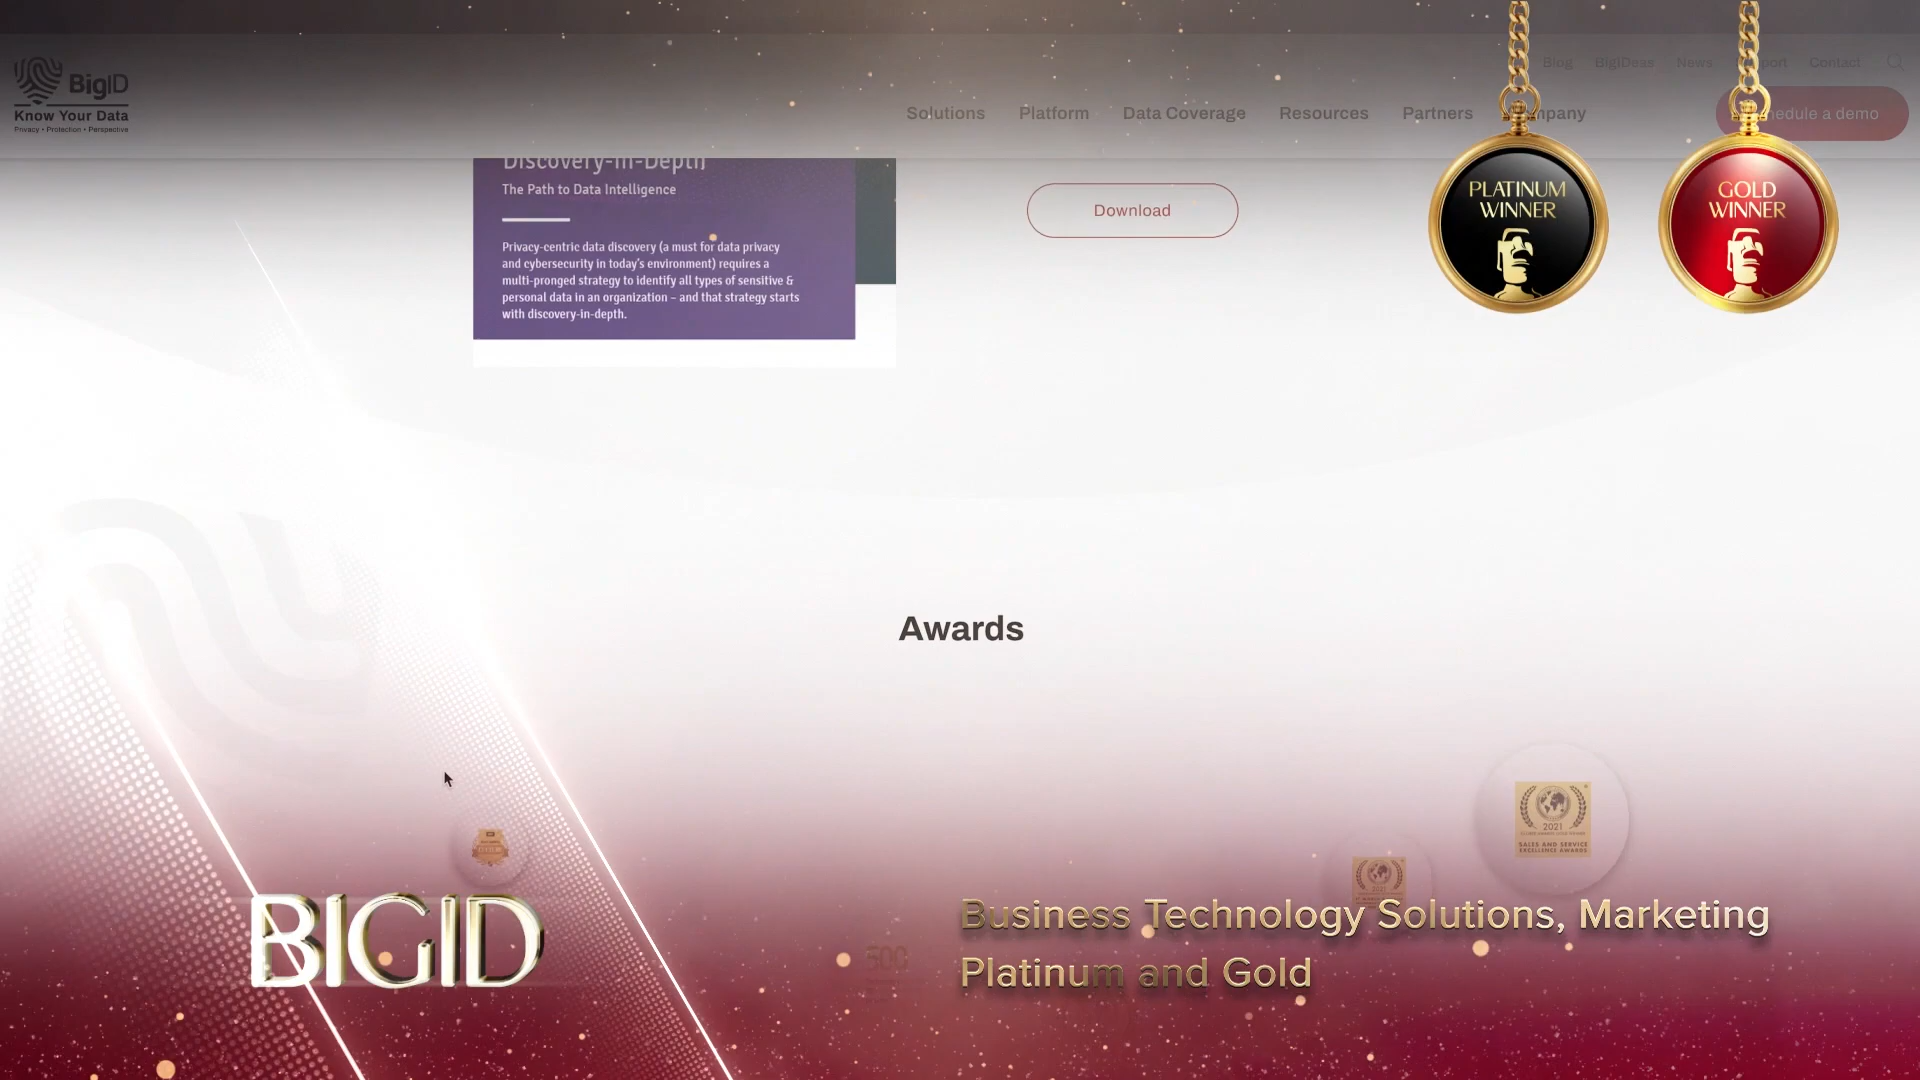 Blog BigIDeas News Contact
BigID
Know Your Data
Privacy • Protection • Perspective
Solutions Platform Data Coverage Resources Partners
a demo
Discovery-in-Depth
The Path to Data Intelligence
Download
Privacy-centric data discovery (a must for data privacy
and cybersecurity in today's environment) requires a
multi-pronged strategy to identify all types of sensitive &
personal data in an organization – and that strategy starts
with discovery-in-depth.
PLATINUM
WINNER
GOLD
WINNER
Awards
2021
SALES AND SERVICE
EXCELLENCE AWARDS
2021
BIGID
Business Technology Solutions, Marketing
Platinum and Gold
500